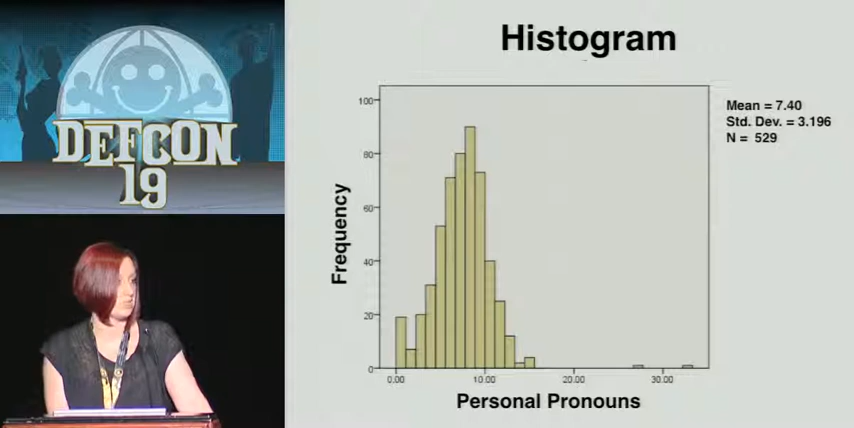 DEFCON
19
Histogram
Mean = 7.40
Std. Dev. = 3.196
N = 529
Frequency
100
80
60
40
20
0
0.00
10.00
20.00
30.00
Personal Pronouns